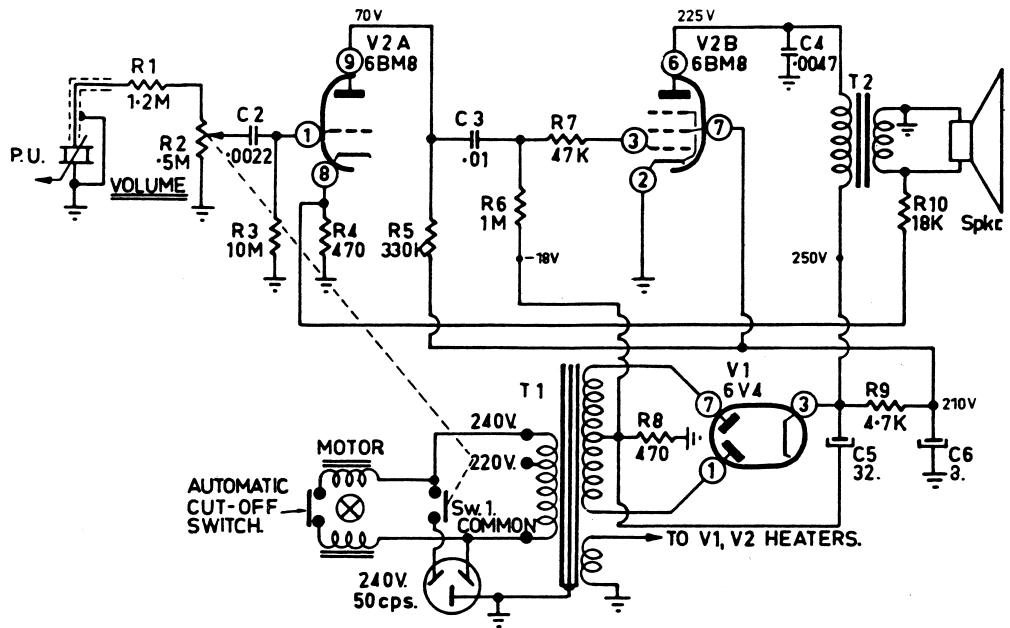 70V
225V
V2A
6BM8
9
V2B
6BM8
6
C4
.0047
T2
R1
1.2M
C2
.0022
1
R2
.5M
P.U.
VOLUME
8
C3
.01
R7
47K
3
7
2
R3
10M
R4
470
R5
330K
R6
1M
-18V
250V
R10
18K
Spkr.
T1
V1
6V4
7
3
R9
4.7K
210V
R8
470
1
C5
32.
C6
8.
240V.
220V.
MOTOR
AUTOMATIC
CUT-OFF
SWITCH.
Sw.1.
COMMON
TO V1, V2 HEATERS.
240V.
50cps.